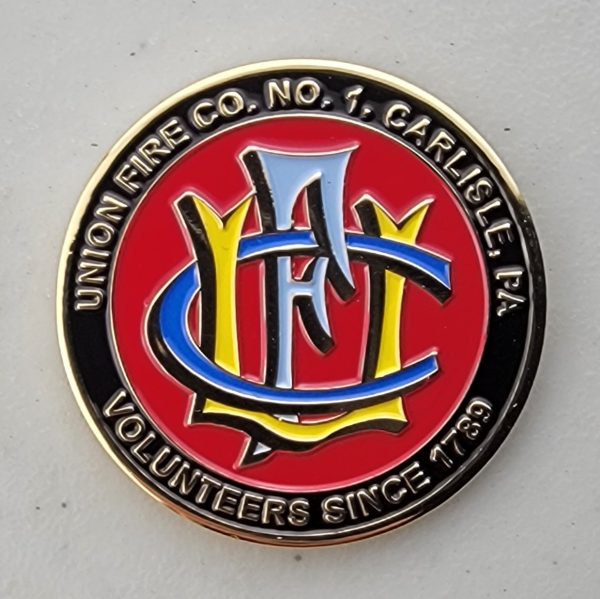 UNION FIRE CO. NO. 1, CARLISLE, PA
VOLUNTEERS SINCE 1789
UFC